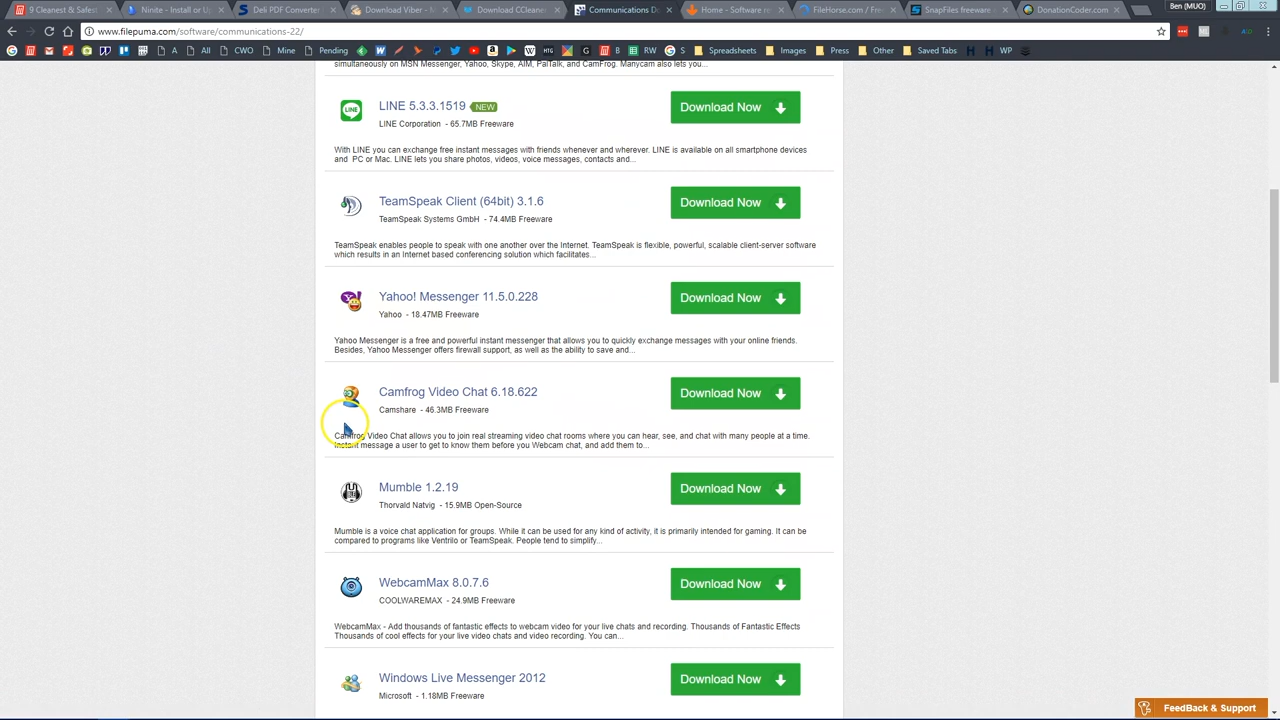 9 Cleanest & Safest
Ninite - Install or U
Deli PDF Converter
Download Viber -
Download CCleane
Communications D
Home - Software re
FileHorse.com / Free
SnapFiles freeware
DonationCoder.com
Ben (MUO)
www.filepuma.com/software/communications-22/
All
CWO
Mine
Pending
B
RW
S
Spreadsheets
Images
Press
Other
Saved Tabs
H
WP
simultaneously on MSN Messenger, Yahoo, Skype, AIM, PalTalk, and CamFrog. Manycam also lets you...
LINE 5.3.3.1519 NEW
Download Now
LINE Corporation - 65.7MB Freeware
With LINE you can exchange free instant messages with friends whenever and wherever. LINE is available on all smartphone devices
and PC or Mac. LINE lets you share photos, videos, voice messages, contacts and...
TeamSpeak Client (64bit) 3.1.6
Download Now
TeamSpeak Systems GmbH - 74.4MB Freeware
TeamSpeak enables people to speak with one another over the Internet. TeamSpeak is flexible, powerful, scalable client-server software
which results in an Internet based conferencing solution which facilitates...
Yahoo! Messenger 11.5.0.228
Download Now
Yahoo - 18.47MB Freeware
Yahoo Messenger is a free and powerful instant messenger that allows you to quickly exchange messages with your online friends.
Besides, Yahoo Messenger offers firewall support, as well as the ability to save and...
Camfrog Video Chat 6.18.622
Download Now
Camshare - 46.3MB Freeware
Camfrog Video Chat allows you to join real streaming video chat rooms where you can hear, see, and chat with many people at a time.
Instant message a user to get to know them before you Webcam chat, and add them to...
Mumble 1.2.19
Download Now
Thorvald Natvig - 15.9MB Open-Source
Mumble is a voice chat application for groups. While it can be used for any kind of activity, it is primarily intended for gaming. It can be
compared to programs like Ventrilo or TeamSpeak. People tend to simplify...
WebcamMax 8.0.7.6
Download Now
COOLWAREMAX - 24.9MB Freeware
WebcamMax - Add thousands of fantastic effects to webcam video for your live chats and recording. Thousands of Fantastic Effects
Thousands of cool effects for your live video chats and video recording. You can...
Windows Live Messenger 2012
Download Now
Microsoft - 1.18MB Freeware
FeedBack & Support